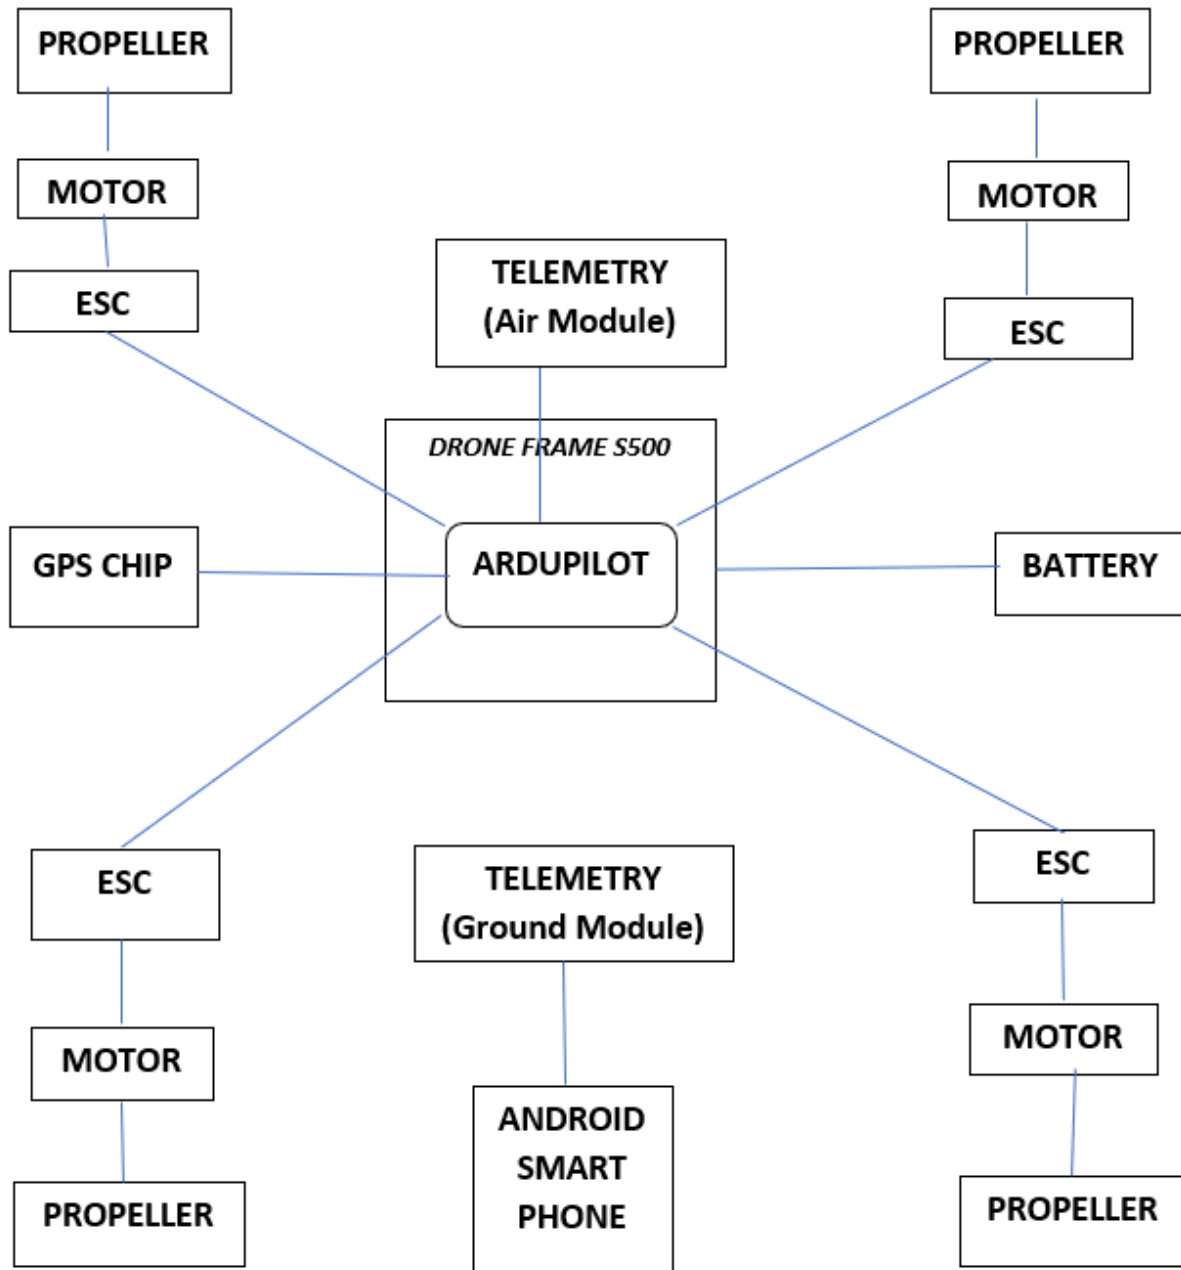 PROPELLER
PROPELLER
MOTOR
MOTOR
ESC
TELEMETRY
(Air Module)
ESC
DRONE FRAME S500
GPS CHIP
ARDUPILOT
BATTERY
ESC
TELEMETRY
(Ground Module)
ESC
MOTOR
MOTOR
ANDROID
SMART
PHONE
PROPELLER
PROPELLER